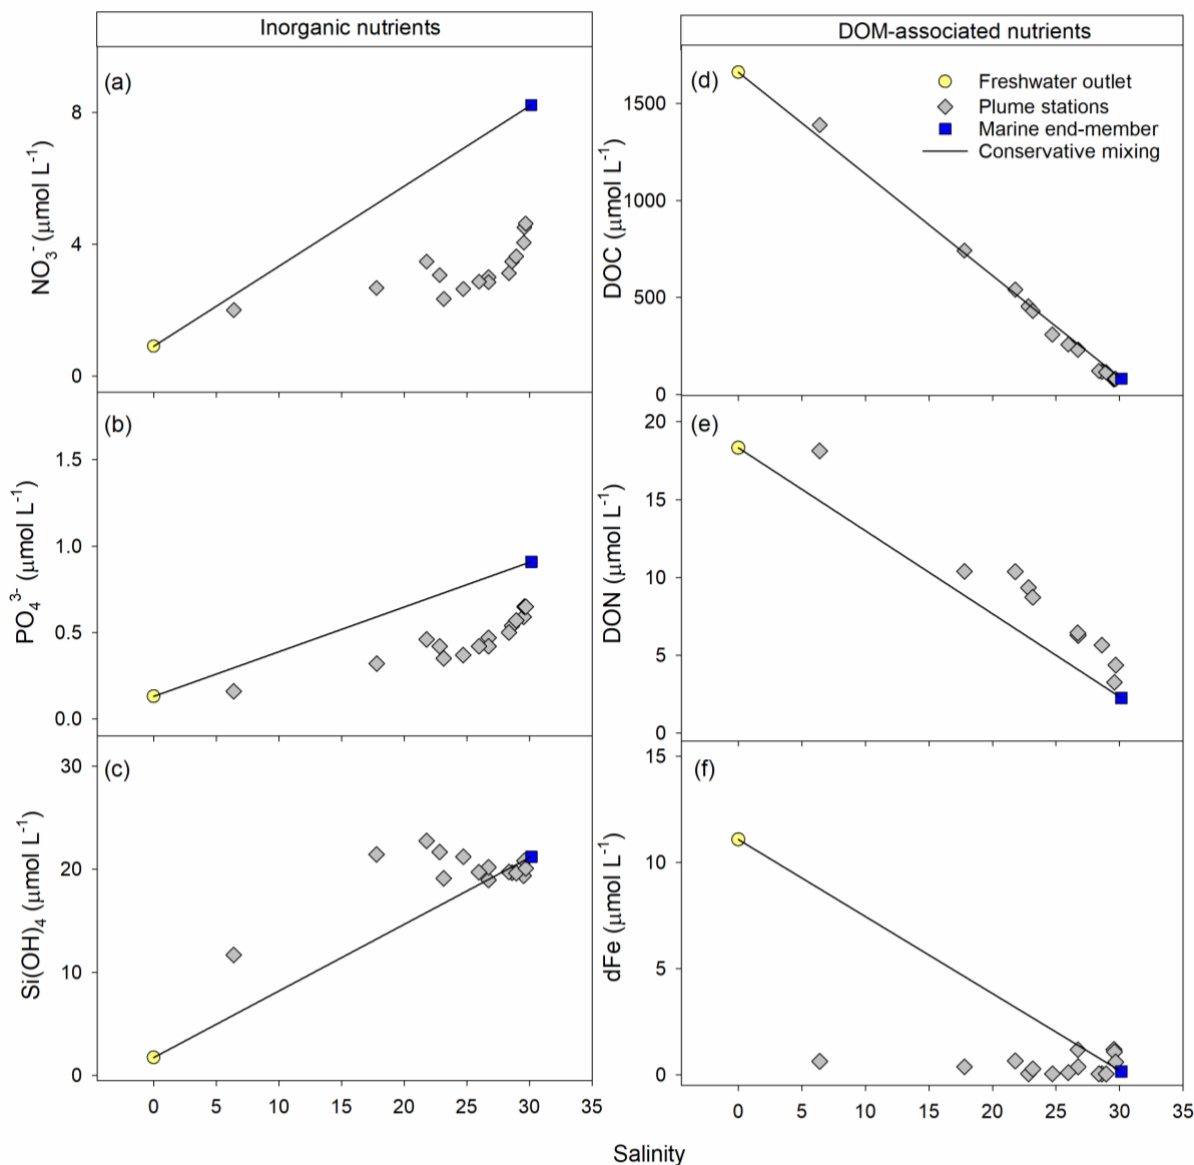 Inorganic nutrients
DOM-associated nutrients
(a)
8
4
0
NO₃⁻ (μmol L⁻¹)
(d)
Freshwater outlet
Plume stations
Marine end-member
Conservative mixing
1500
1000
500
0
DOC (μmol L⁻¹)
(b)
1.5
1.0
0.5
0.0
PO₄³⁻ (μmol L⁻¹)
(e)
20
15
10
5
0
DON (μmol L⁻¹)
(c)
30
20
10
0
Si(OH)₄ (μmol L⁻¹)
0 5 10 15 20 25 30 35
(f)
15
10
5
0
dFe (μmol L⁻¹)
0 5 10 15 20 25 30 35
Salinity